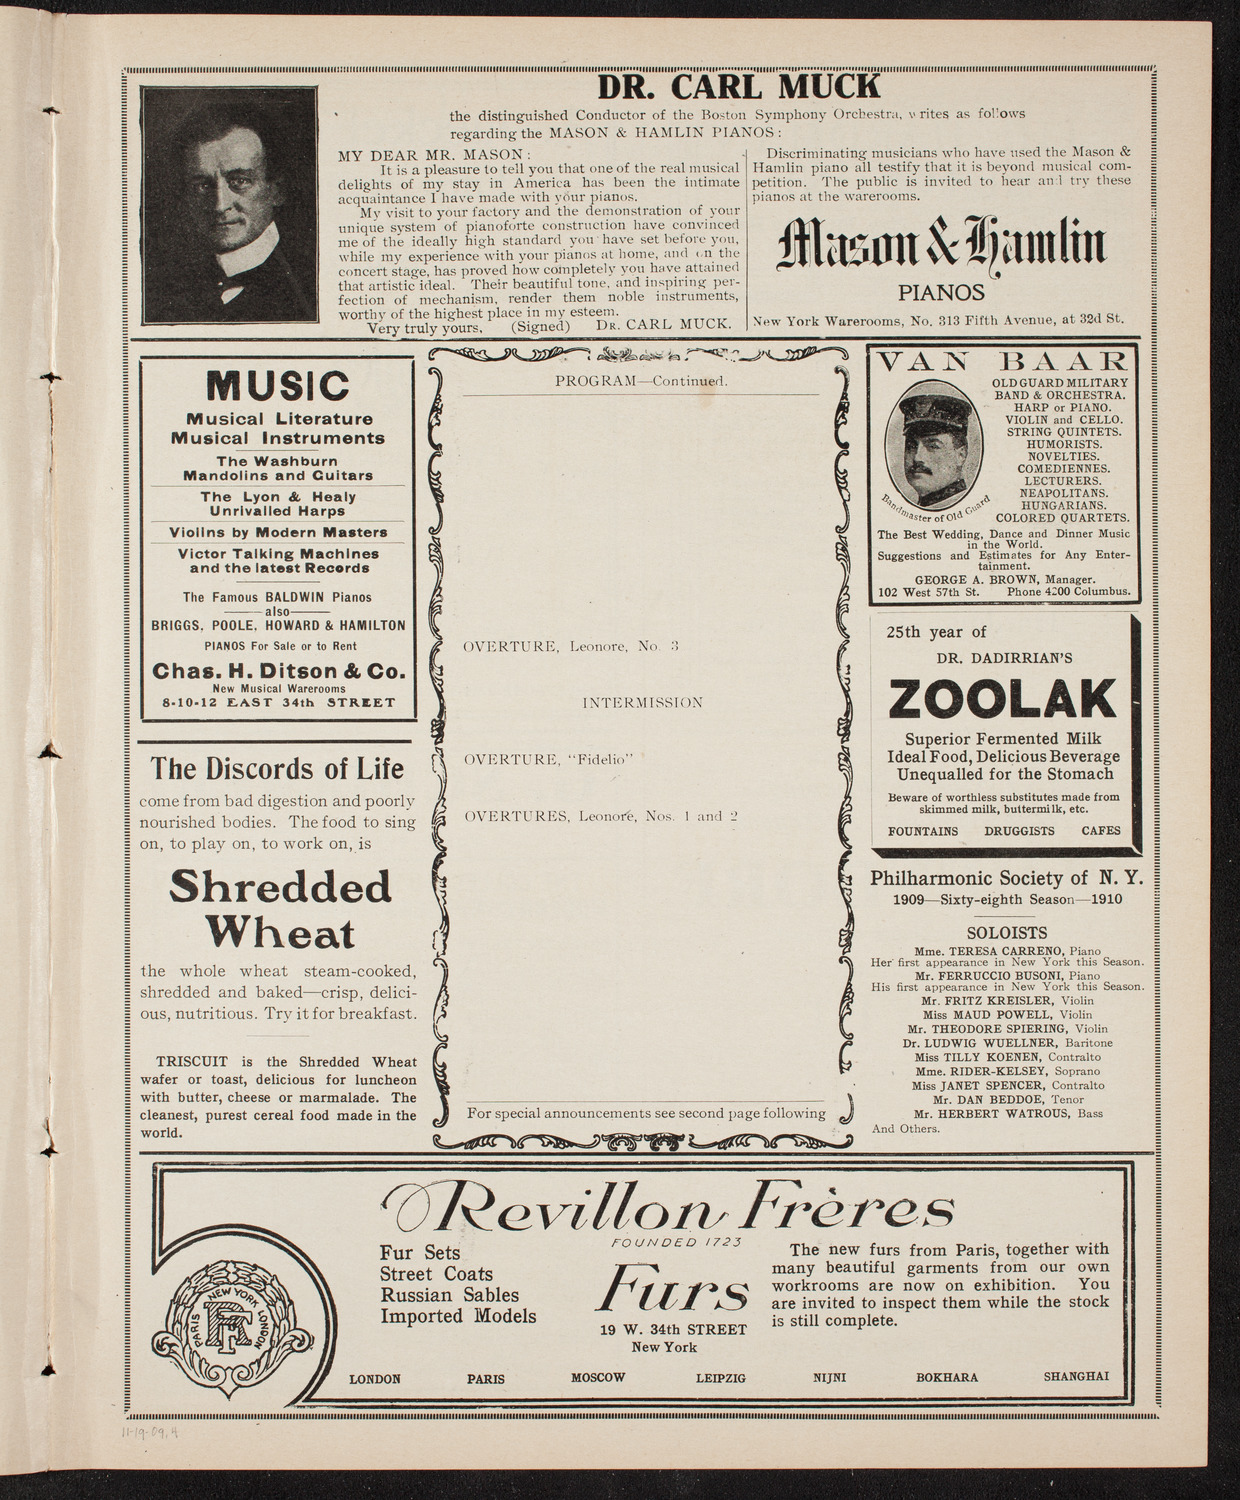 DR. CARL MUCK
the distinguished Conductor of the Boston Symphony Orchestra, writes as follows
regarding the MASON & HAMLIN PIANOS:
MY DEAR MR. MASON:
It is a pleasure to tell you that one of the real musical
delights of my stay in America has been the intimate
acquaintance I have made with your pianos.
My visit to your factory and the demonstration of your
unique system of pianoforte construction have convinced
me of the ideally high standard you have set before you,
while my experience with your pianos at home, and on the
concert stage, has proved how completely you have attained
that artistic ideal. Their beautiful tone, and inspiring per-
fection of mechanism, render them noble instruments,
worthy of the highest place in my esteem.
Very truly yours, (Signed) DR. CARL MUCK.
Discriminating musicians who have used the Mason &
Hamlin piano all testify that it is beyond musical com-
petition. The public is invited to hear and try these
pianos at the warerooms.
Mason & Hamlin
PIANOS
New York Warerooms, No. 313 Fifth Avenue, at 32d St.
MUSIC
Musical Literature
Musical Instruments
The Washburn
Mandolins and Guitars
The Lyon & Healy
Unrivalled Harps
Violins by Modern Masters
Victor Talking Machines
and the latest Records
The Famous BALDWIN Pianos
also
BRIGGS, POOLE, HOWARD & HAMILTON
PIANOS For Sale or to Rent
Chas. H. Ditson & Co.
New Musical Warerooms
8-10-12 EAST 34th STREET
The Discords of Life
come from bad digestion and poorly
nourished bodies. The food to sing
on, to play on, to work on, is
Shredded
Wheat
the whole wheat steam-cooked,
shredded and baked—crisp, delici-
ous, nutritious. Try it for breakfast.
TRISCUIT is the Shredded Wheat
wafer or toast, delicious for luncheon
with butter, cheese or marmalade. The
cleanest, purest cereal food made in the
world.
PROGRAM—Continued.
OVERTURE, Leonore, No. 3
INTERMISSION
OVERTURE, "Fidelio"
OVERTURES, Leonore, Nos. 1 and 2
For special announcements see second page following
VAN BAAR
OLD GUARD MILITARY
BAND & ORCHESTRA.
HARP or PIANO.
VIOLIN and CELLO.
STRING QUINTETS.
HUMORISTS.
NOVELTIES.
COMEDIENNES.
LECTURERS.
NEAPOLITANS.
HUNGARIANS.
COLORED QUARTETS.
Bandmaster of Old Guard
The Best Wedding, Dance and Dinner Music
in the World.
Suggestions and Estimates for Any Enter-
tainment.
GEORGE A. BROWN, Manager.
102 West 57th St. Phone 4200 Columbus.
25th year of
DR. DADIRRIAN'S
ZOOLAK
Superior Fermented Milk
Ideal Food, Delicious Beverage
Unequalled for the Stomach
Beware of worthless substitutes made from
skimmed milk, buttermilk, etc.
FOUNTAINS DRUGGISTS CAFES
Philharmonic Society of N. Y.
1909—Sixty-eighth Season—1910
SOLOISTS
Mme. TERESA CARRENO, Piano
Her first appearance in New York this Season.
Mr. FERRUCCIO BUSONI, Piano
His first appearance in New York this Season.
Mr. FRITZ KREISLER, Violin
Miss MAUD POWELL, Violin
Mr. THEODORE SPIERING, Violin
Dr. LUDWIG WUELLNER, Baritone
Miss TILLY KOENEN, Contralto
Mme. RIDER-KELSEY, Soprano
Miss JANET SPENCER, Contralto
Mr. DAN BEDDOE, Tenor
Mr. HERBERT WATROUS, Bass
And Others.
Revillon Frères
FOUNDED 1723
Fur Sets
Street Coats
Russian Sables
Imported Models
Furs
19 W. 34th STREET
New York
The new furs from Paris, together with
many beautiful garments from our own
workrooms are now on exhibition. You
are invited to inspect them while the stock
is still complete.
PARIS NEW YORK LONDON
RF
LONDON PARIS MOSCOW LEIPZIG NIJNI BOKHARA SHANGHAI
11-19-09, 4